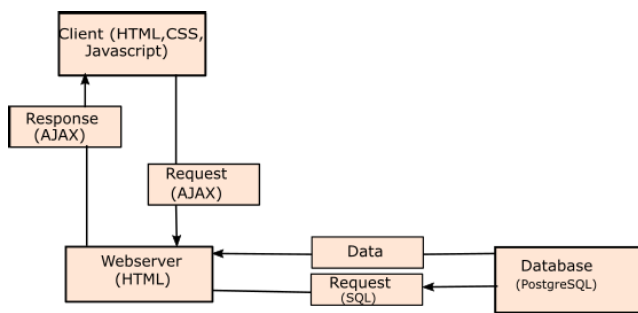 Client (HTML,CSS,
Javascript)
Response
(AJAX)
Request
(AJAX)
Webserver
(HTML)
Data
Request
(SQL)
Database
(PostgreSQL)